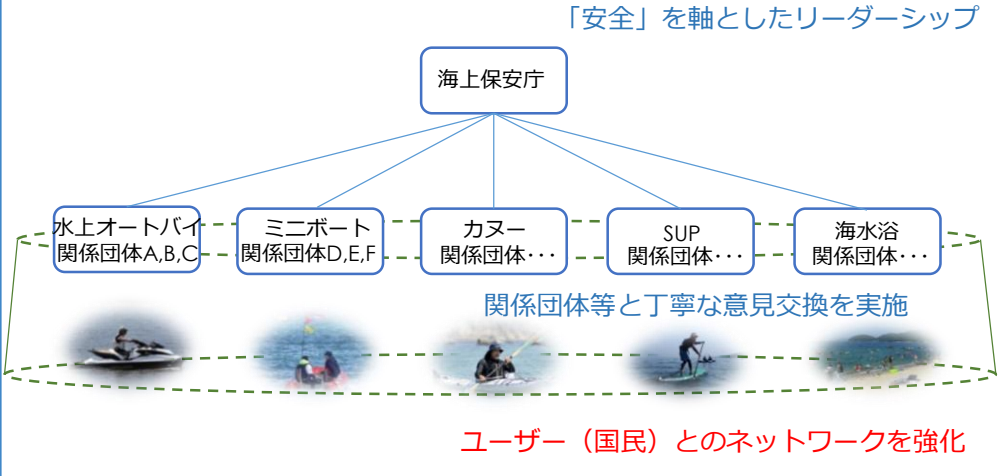 「安全」を軸としたリーダーシップ
海上保安庁
水上オートバイ
関係団体A,B,C
ミニボート
関係団体D,E,F
カヌー
関係団体･･･
SUP
関係団体･･･
海水浴
関係団体･･･
関係団体等と丁寧な意見交換を実施
ユーザー（国民）とのネットワークを強化